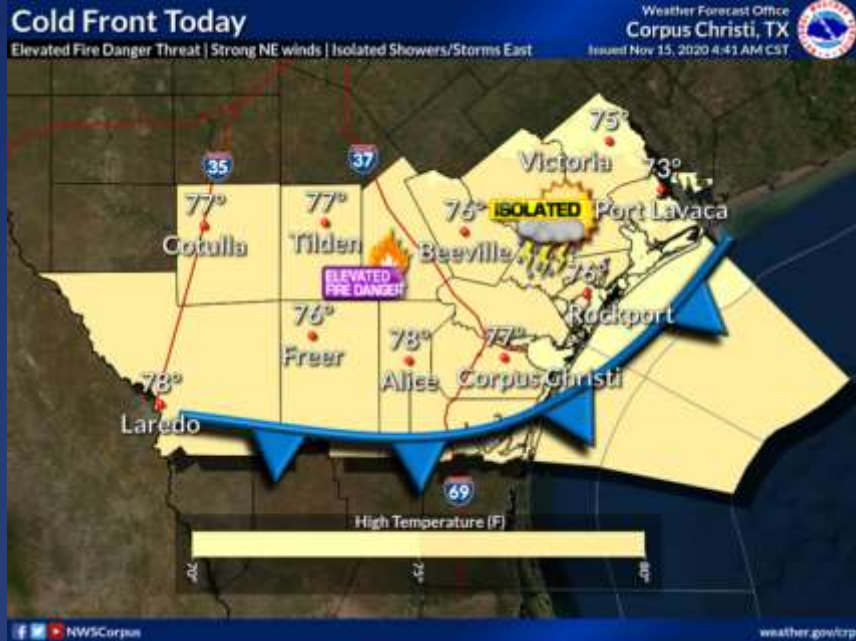 Cold Front Today
Elevated Fire Danger Threat | Strong NE winds | Isolated Showers/Storms East
Weather Forecast Office
Corpus Christi, TX
Issued Nov 15, 2020 4:41 AM CST
75°
Victoria
73°
Port Lavaca
35
37
77°
Cotulla
77°
Tilden
76°
Beeville
ISOLATED
ELEVATED
FIRE DANGER
76°
Rockport
76°
Freer
78°
Alice
77°
Corpus Christi
78°
Laredo
69
High Temperature (F)
70°
75°
80°
NWSCorpus
weather.gov/crp